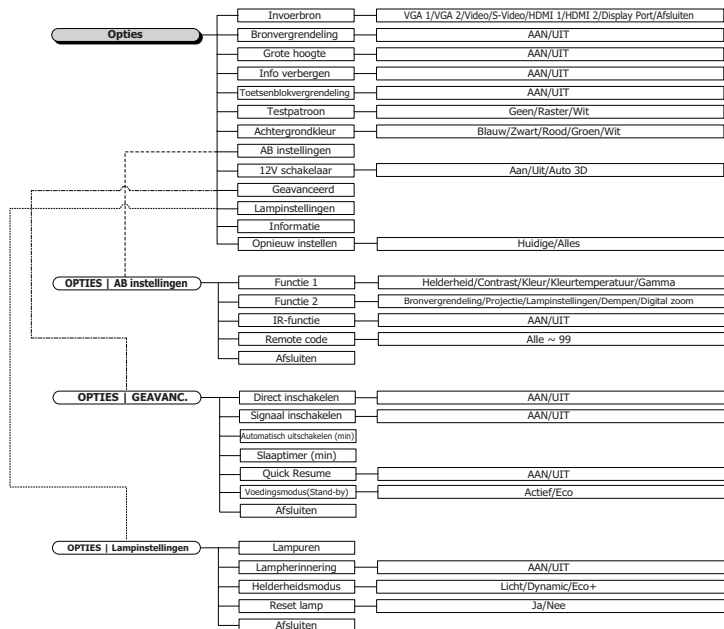 Opties
Invoerbron VGA 1/VGA 2/Video/S-Video/HDMI 1/HDMI 2/Display Port/Afsluiten
Bronvergrendeling AAN/UIT
Grote hoogte AAN/UIT
Info verbergen AAN/UIT
Toetsenblokvergrendeling AAN/UIT
Testpatroon Geen/Raster/Wit
Achtergrondkleur Blauw/Zwart/Rood/Groen/Wit
AB instellingen
12V schakelaar Aan/Uit/Auto 3D
Geavanceerd
Lampinstellingen
Informatie
Opnieuw instellen Huidige/Alles
OPTIES | AB instellingen
Functie 1 Helderheid/Contrast/Kleur/Kleurtemperatuur/Gamma
Functie 2 Bronvergrendeling/Projectie/Lampinstellingen/Dempen/Digital zoom
IR-functie AAN/UIT
Remote code Alle ~ 99
Afsluiten
OPTIES | GEAVANC.
Direct inschakelen AAN/UIT
Signaal inschakelen AAN/UIT
Automatisch uitschakelen (min)
Slaaptimer (min)
Quick Resume AAN/UIT
Voedingsmodus(Stand-by) Actief/Eco
Afsluiten
OPTIES | Lampinstellingen
Lampuren
Lampherinnering AAN/UIT
Helderheidsmodus Licht/Dynamic/Eco+
Reset lamp Ja/Nee
Afsluiten